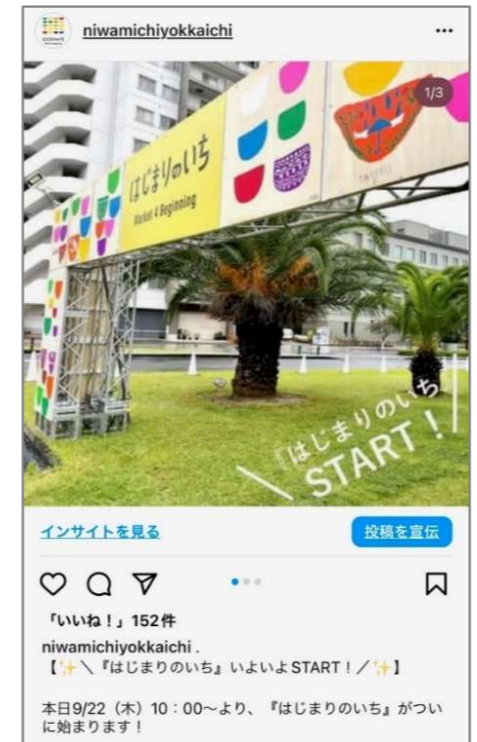 niwamichiyokkaichi
1/3
はじまりのいち
Market 4 Beginning
『はじまりのいち
START!
インサイトを見る
投稿を宣伝
「いいね!」152件
niwamichiyokkaichi .
【✨＼『はじまりのいち』いよいよSTART!／✨】
本日9/22（木）10：00〜より、『はじまりのいち』がつい
に始まります!